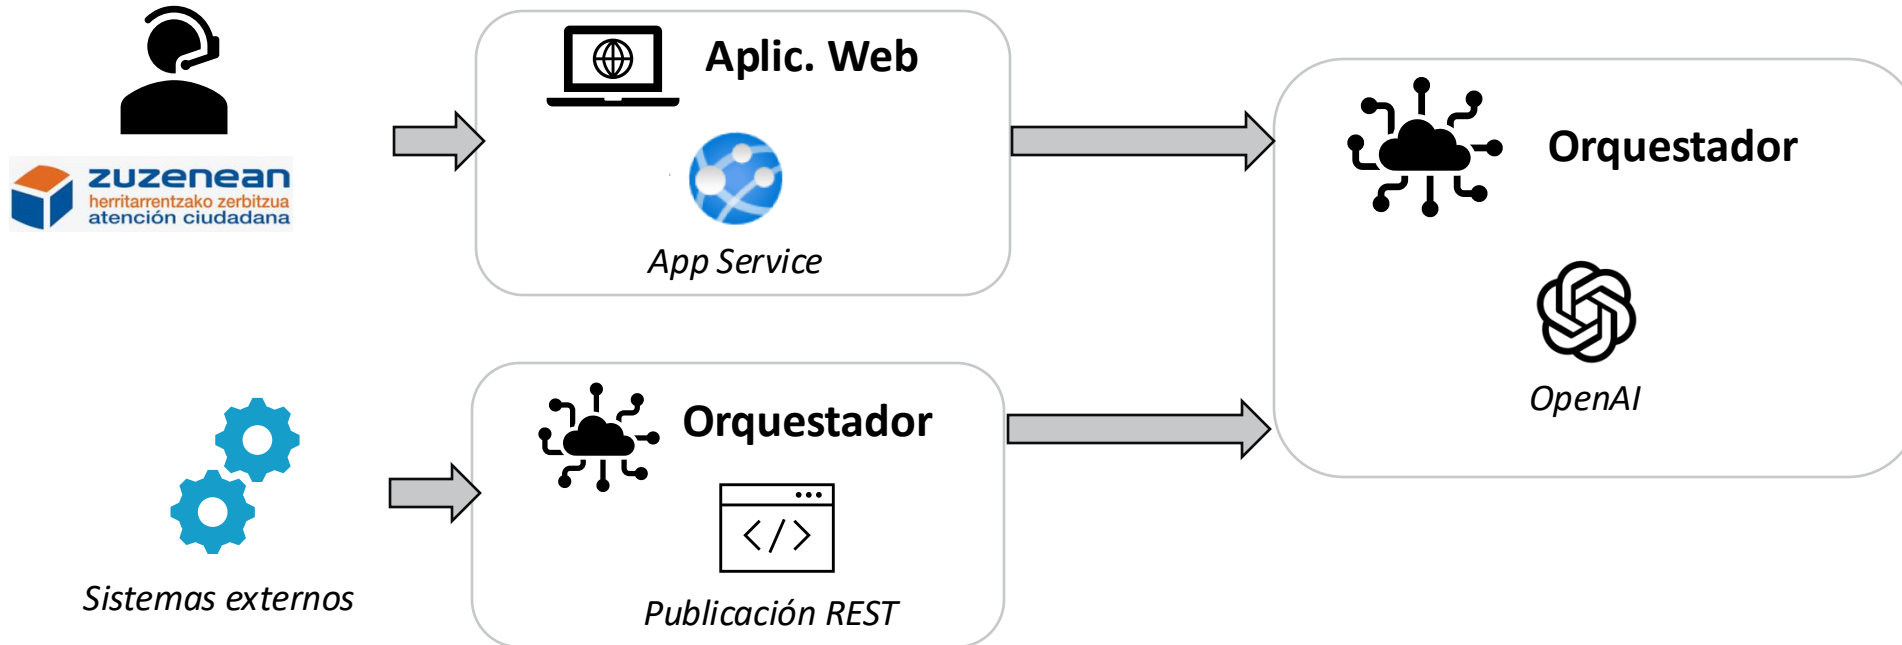 Aplic. Web
zuzenean
herritarrentzako zerbitzua
atención ciudadana
App Service
Orquestador
OpenAI
Orquestador
</>
Sistemas externos
Publicación REST